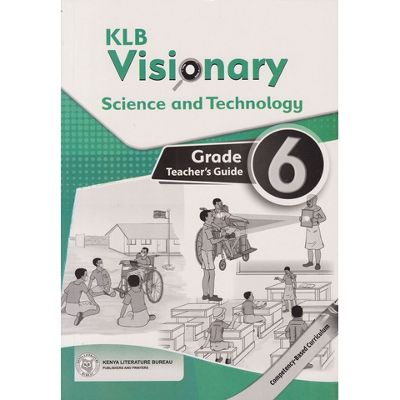 KLB
Visionary
Science and Technology
Grade
Teacher's Guide
6
Competency-Based Curriculum
KENYA LITERATURE BUREAU
PUBLISHERS AND PRINTERS